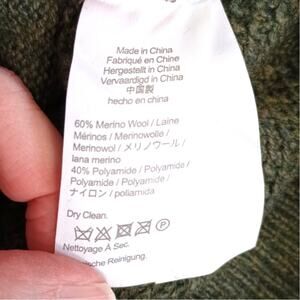 Made in China
Fabriqué en Chine
Hergestellt in China
Vervaardigd in China
中国製
hecho en china
60% Merino Wool / Laine
Mérinos / Merinowolle /
Merinowol / メリノウール /
lana merino
40% Polyamide / Polyamide /
Polyamide / Polyamide /
ナイロン / poliamida
Dry Clean.
Nettoyage À Sec.
Reinigung.